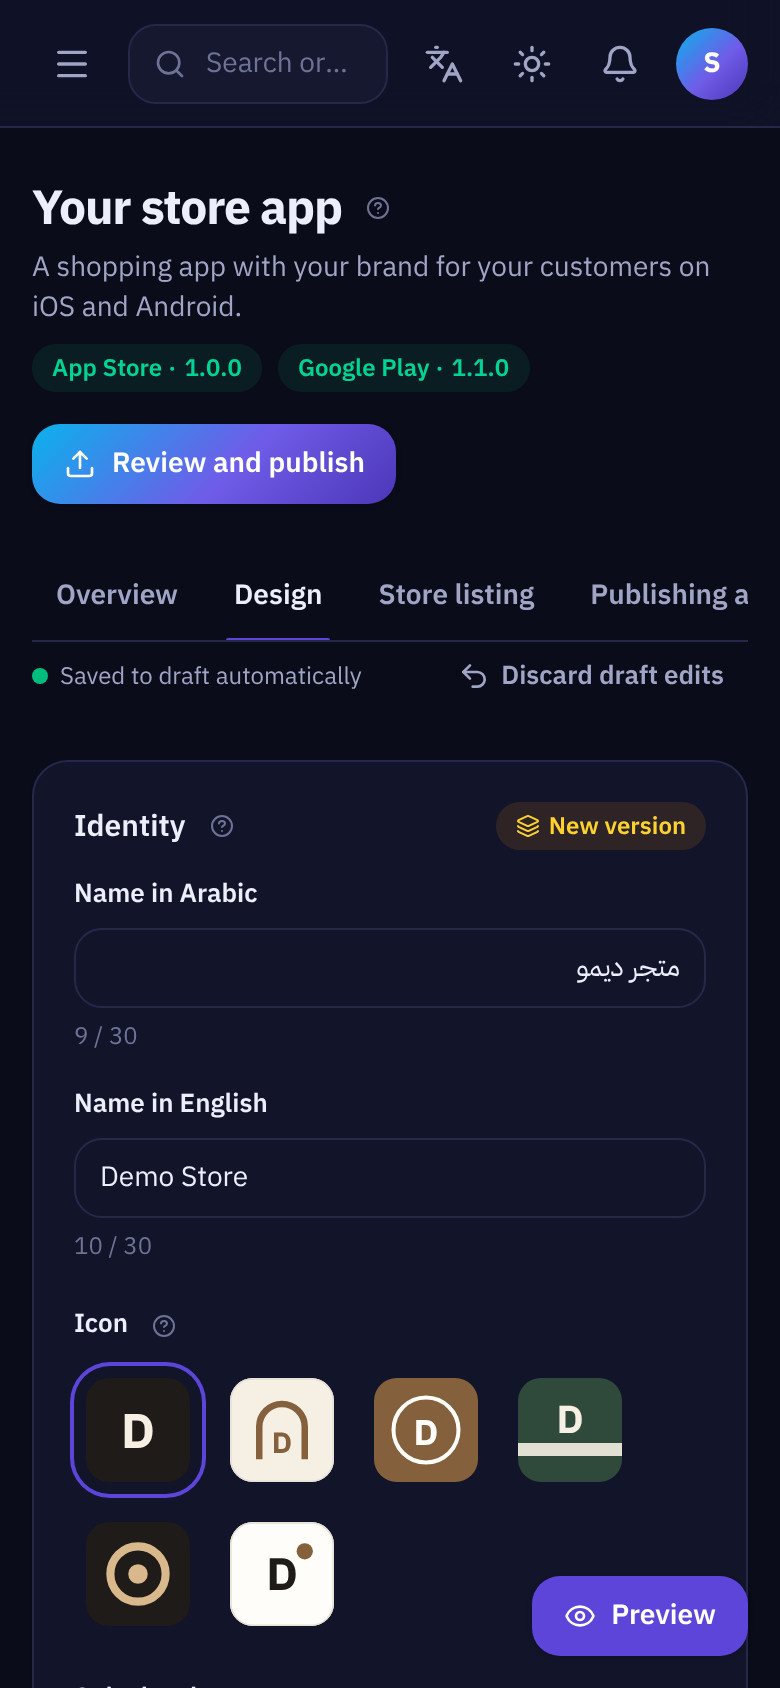 Search or...
S
Your store app
A shopping app with your brand for your customers on
iOS and Android.
App Store · 1.0.0
Google Play · 1.1.0
Review and publish
Overview
Design
Store listing
Publishing a
Saved to draft automatically
Discard draft edits
Identity
New version
Name in Arabic
متجر ديمو
9 / 30
Name in English
Demo Store
10 / 30
Icon
D
D
D
D
D
Preview